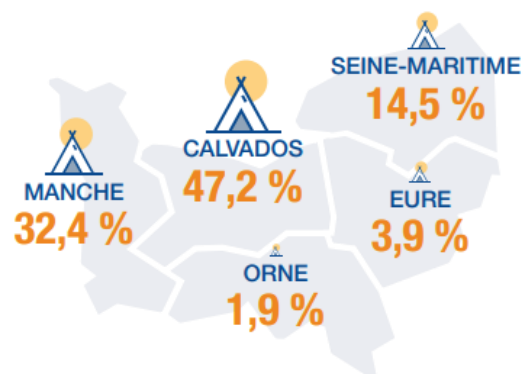 SEINE-MARITIME
14,5 %
CALVADOS
47,2 %
MANCHE
32,4 %
EURE
3,9 %
ORNE
1,9 %